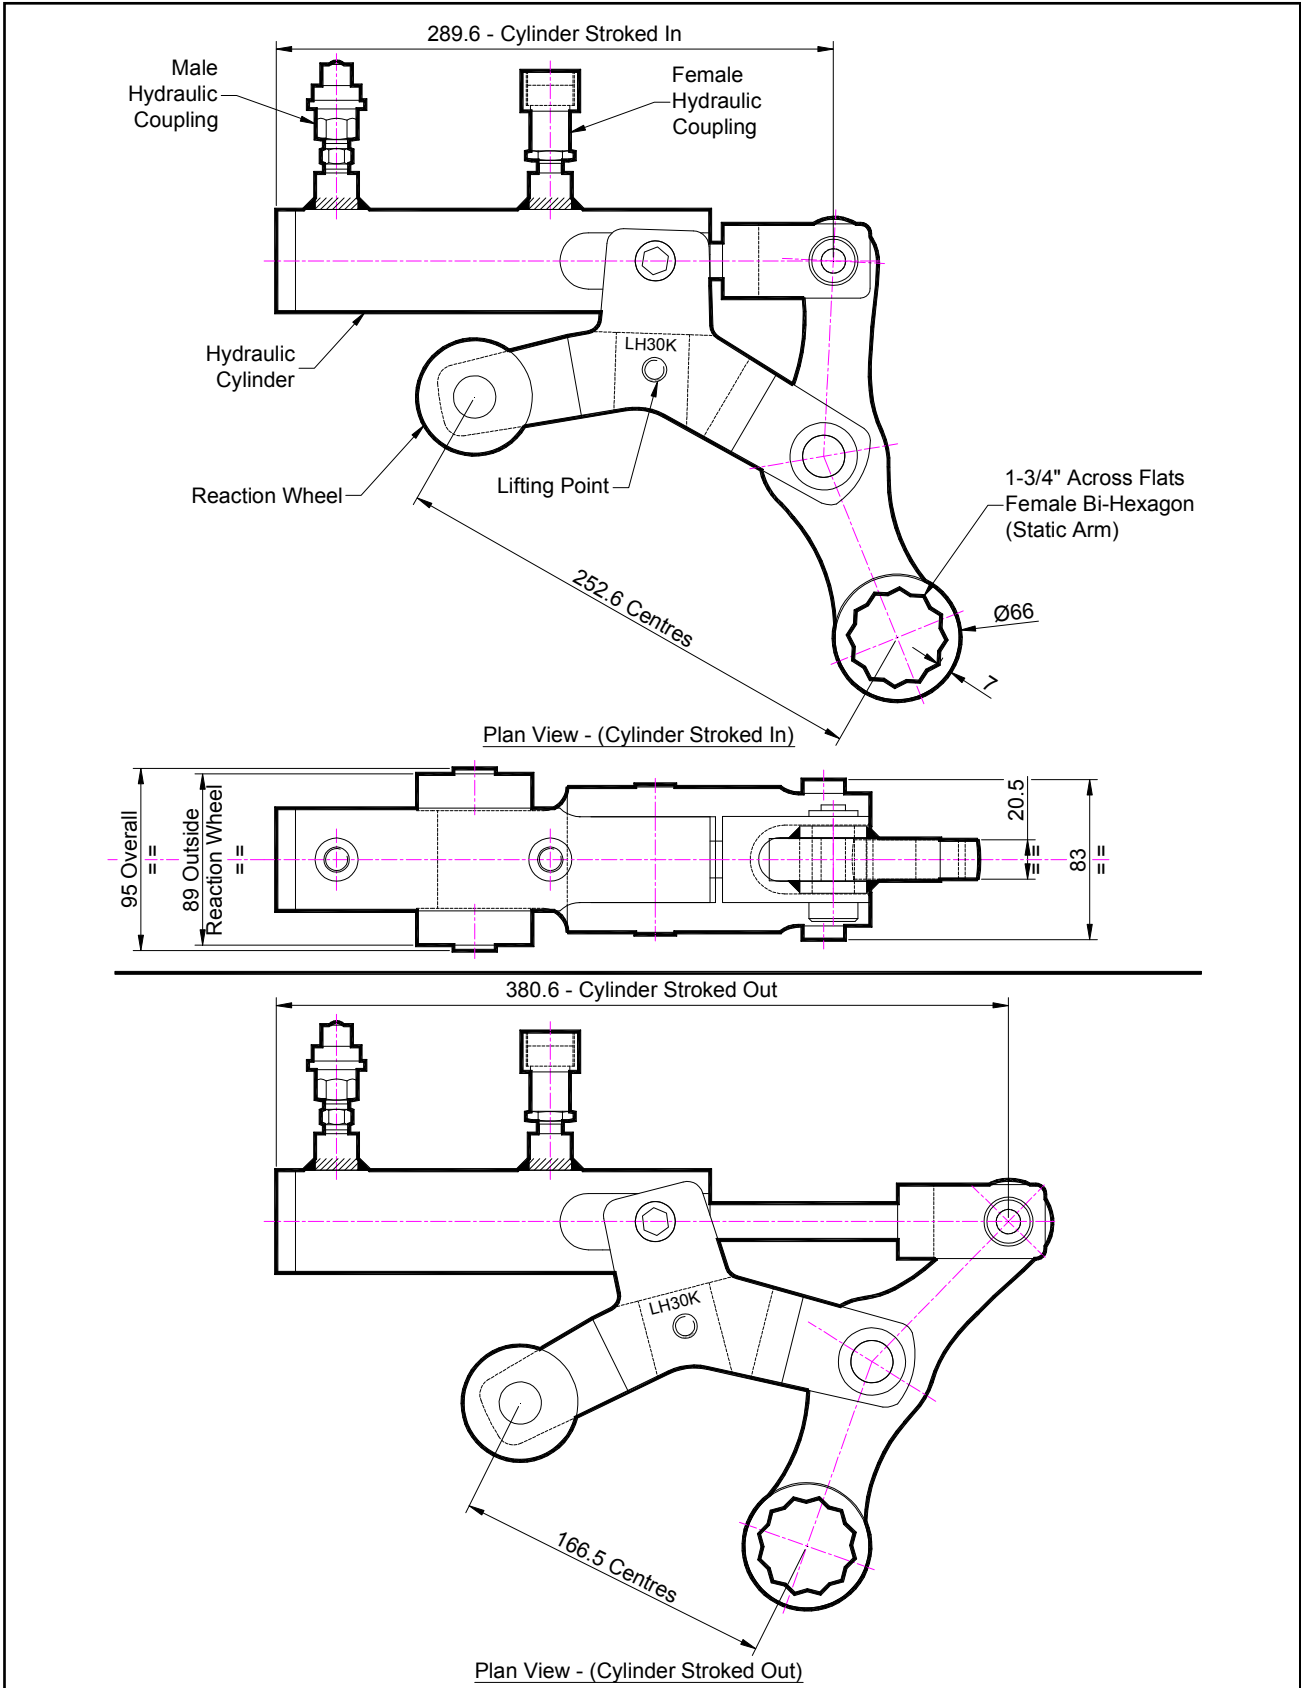 289.6 - Cylinder Stroked In
Male
Hydraulic
Coupling
Female
Hydraulic
Coupling
Hydraulic
Cylinder
LH30K
Reaction Wheel
Lifting Point
1-3/4" Across Flats
Female Bi-Hexagon
(Static Arm)
252.6 Centres
Ø66
7
Plan View - (Cylinder Stroked In)
95 Overall
=
=
89 Outside
Reaction Wheel
=
=
20.5
=
=
83
=
=
380.6 - Cylinder Stroked Out
LH30K
166.5 Centres
Plan View - (Cylinder Stroked Out)